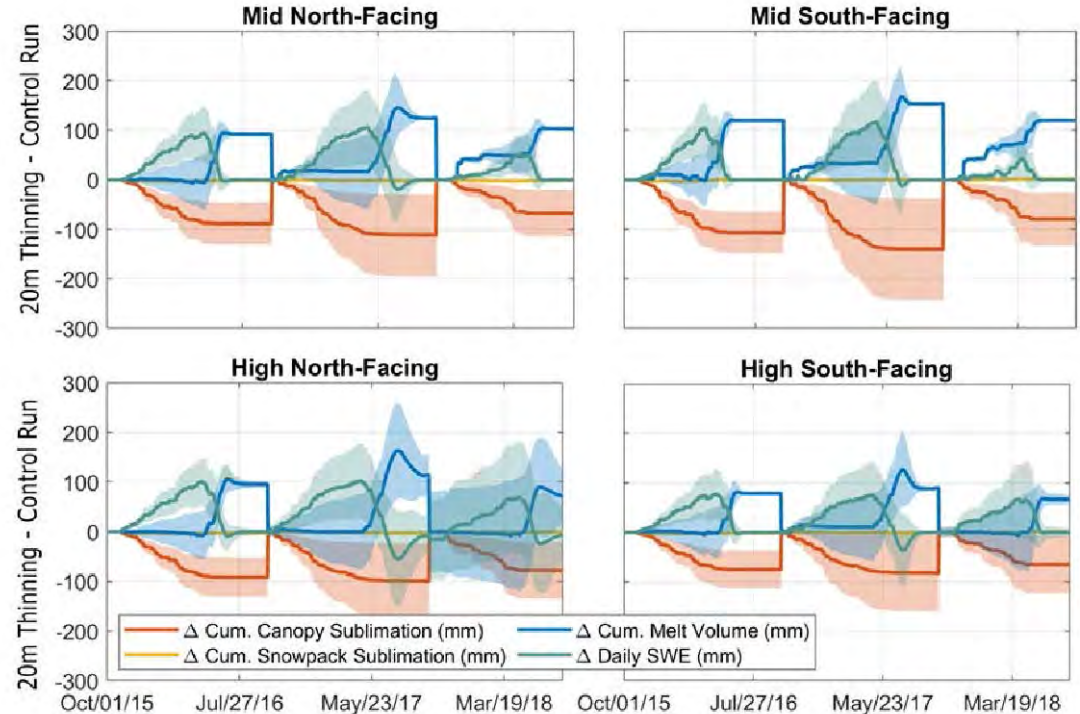 Mid North-Facing
Mid South-Facing
20m Thinning - Control Run
300
200
100
0
-100
-200
-300
High North-Facing
High South-Facing
20m Thinning - Control Run
300
200
100
0
-100
-200
-300
Δ Cum. Canopy Sublimation (mm)
Δ Cum. Melt Volume (mm)
Δ Cum. Snowpack Sublimation (mm)
Δ Daily SWE (mm)
Oct/01/15 Jul/27/16 May/23/17 Mar/19/18
Jul/27/16 May/23/17 Mar/19/18